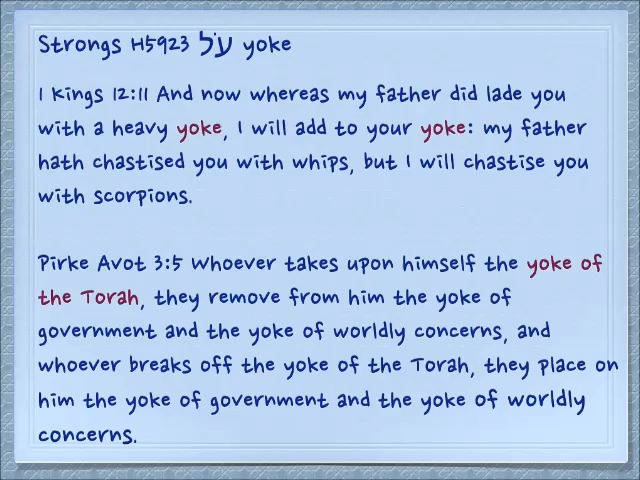 Strongs H5923 עֹל yoke
1 Kings 12:11 And now whereas my father did lade you
with a heavy yoke, I will add to your yoke: my father
hath chastised you with whips, but I will chastise you
with scorpions.
Pirke Avot 3:5 Whoever takes upon himself the yoke of
the Torah, they remove from him the yoke of
government and the yoke of worldly concerns, and
whoever breaks off the yoke of the Torah, they place on
him the yoke of government and the yoke of worldly
concerns.